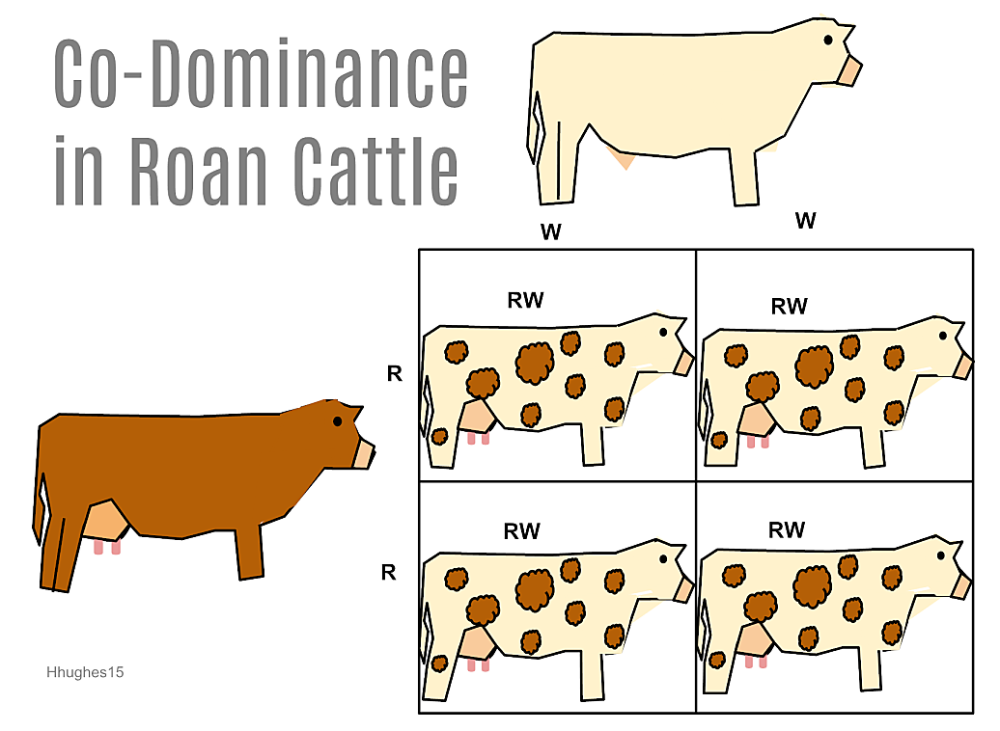 Co-Dominance
in Roan Cattle
W
W
RW
RW
R
RW
RW
R
Hhughes15